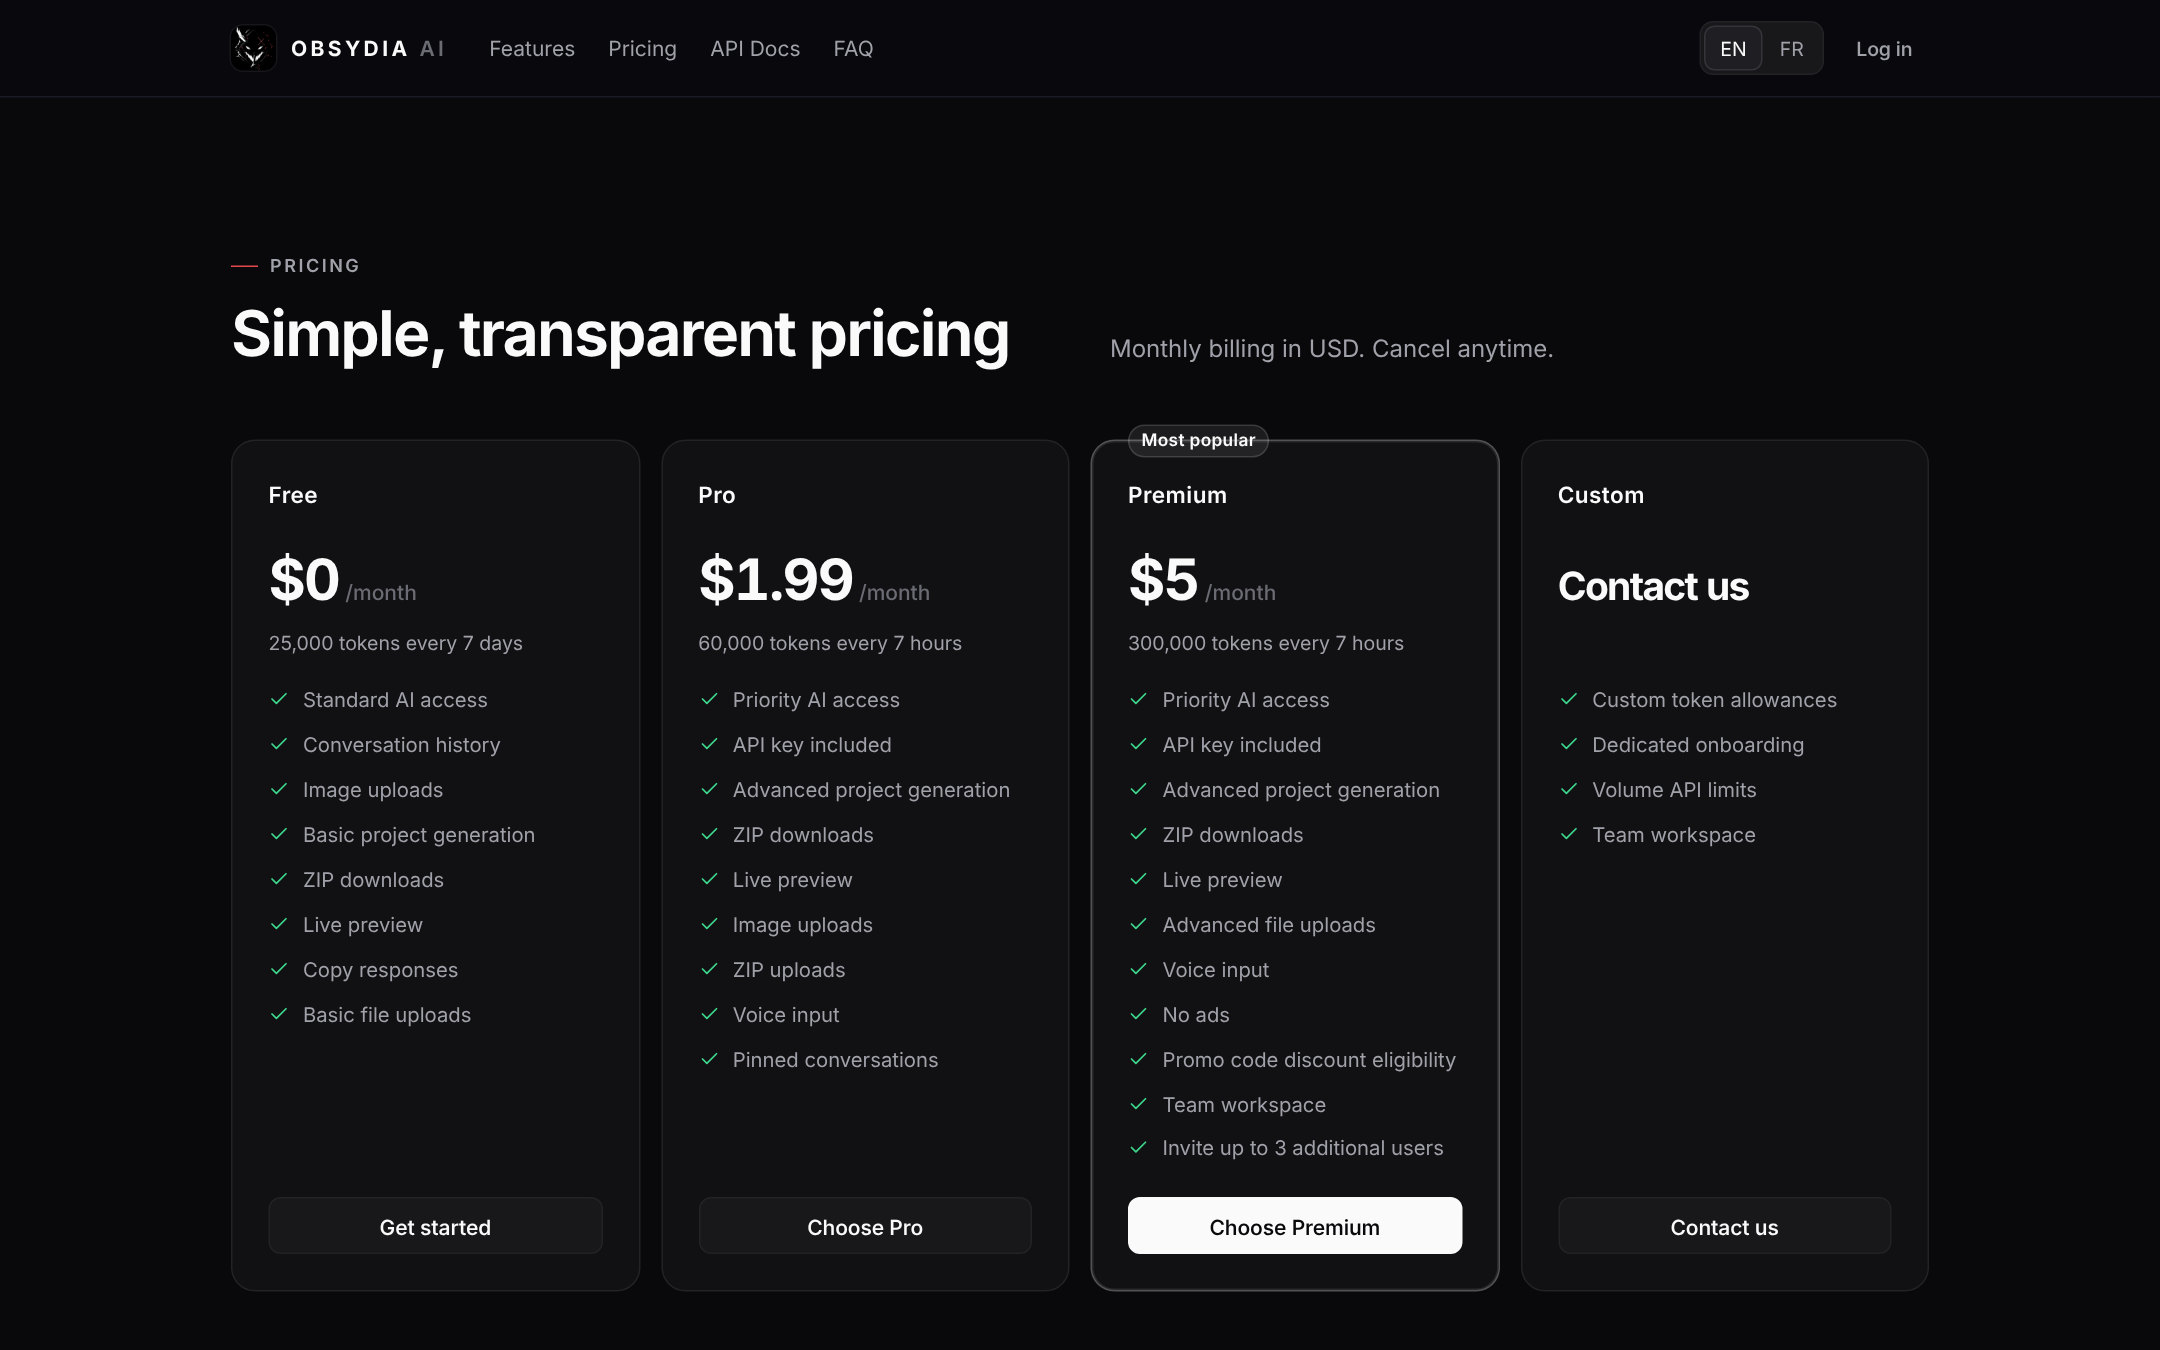 OBSYDIA AI
Features
Pricing
API Docs
FAQ
EN
FR
Log in
PRICING
Simple, transparent pricing
Monthly billing in USD. Cancel anytime.
Free
$0 /month
25,000 tokens every 7 days
Standard AI access
Conversation history
Image uploads
Basic project generation
ZIP downloads
Live preview
Copy responses
Basic file uploads
Get started
Pro
$1.99 /month
60,000 tokens every 7 hours
Priority AI access
API key included
Advanced project generation
ZIP downloads
Live preview
Image uploads
ZIP uploads
Voice input
Pinned conversations
Choose Pro
Most popular
Premium
$5 /month
300,000 tokens every 7 hours
Priority AI access
API key included
Advanced project generation
ZIP downloads
Live preview
Advanced file uploads
Voice input
No ads
Promo code discount eligibility
Team workspace
Invite up to 3 additional users
Choose Premium
Custom
Contact us
Custom token allowances
Dedicated onboarding
Volume API limits
Team workspace
Contact us